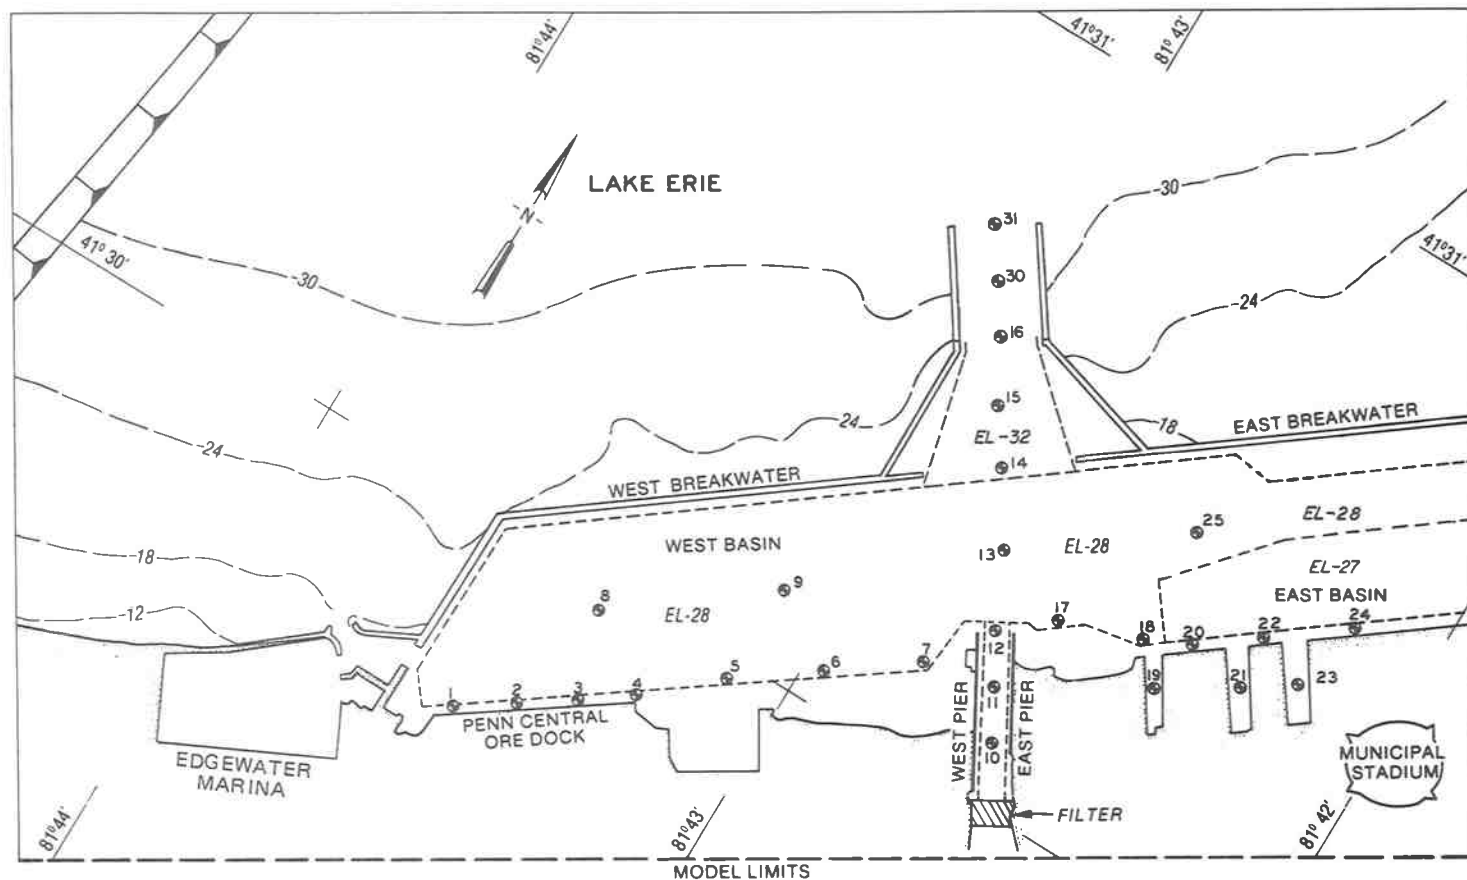 81° 44'
41° 31'
81° 43'
LAKE ERIE
N
-30
31
41° 30'
41° 31'
-30
30
-24
16
15
-24
18
EAST BREAKWATER
-24
EL-32
14
WEST BREAKWATER
25
EL-28
WEST BASIN
13
EL-28
-18
EL-27
9
8
EL-28
EAST BASIN
-12
17
24
18
20
22
12
7
6
5
4
3
2
1
19
21
23
11
PENN CENTRAL
ORE DOCK
WEST PIER
EAST PIER
10
EDGEWATER
MARINA
MUNICIPAL
STADIUM
FILTER
81° 44'
81° 43'
81° 42'
MODEL LIMITS